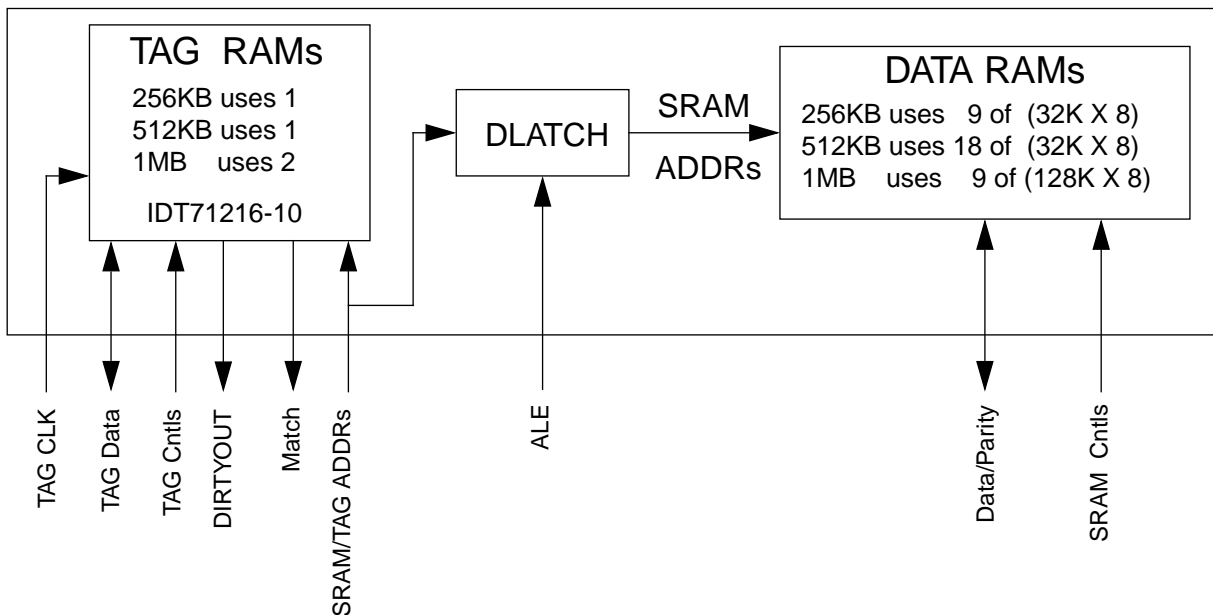 TAG RAMs
256KB uses 1
512KB uses 1
1MB uses 2
IDT71216-10
DLATCH
SRAM
ADDRs
DATA RAMs
256KB uses 9 of (32K X 8)
512KB uses 18 of (32K X 8)
1MB uses 9 of (128K X 8)
TAG CLK
TAG Data
TAG Cntls
DIRTYOUT
Match
SRAM/TAG ADDRs
ALE
Data/Parity
SRAM Cntls